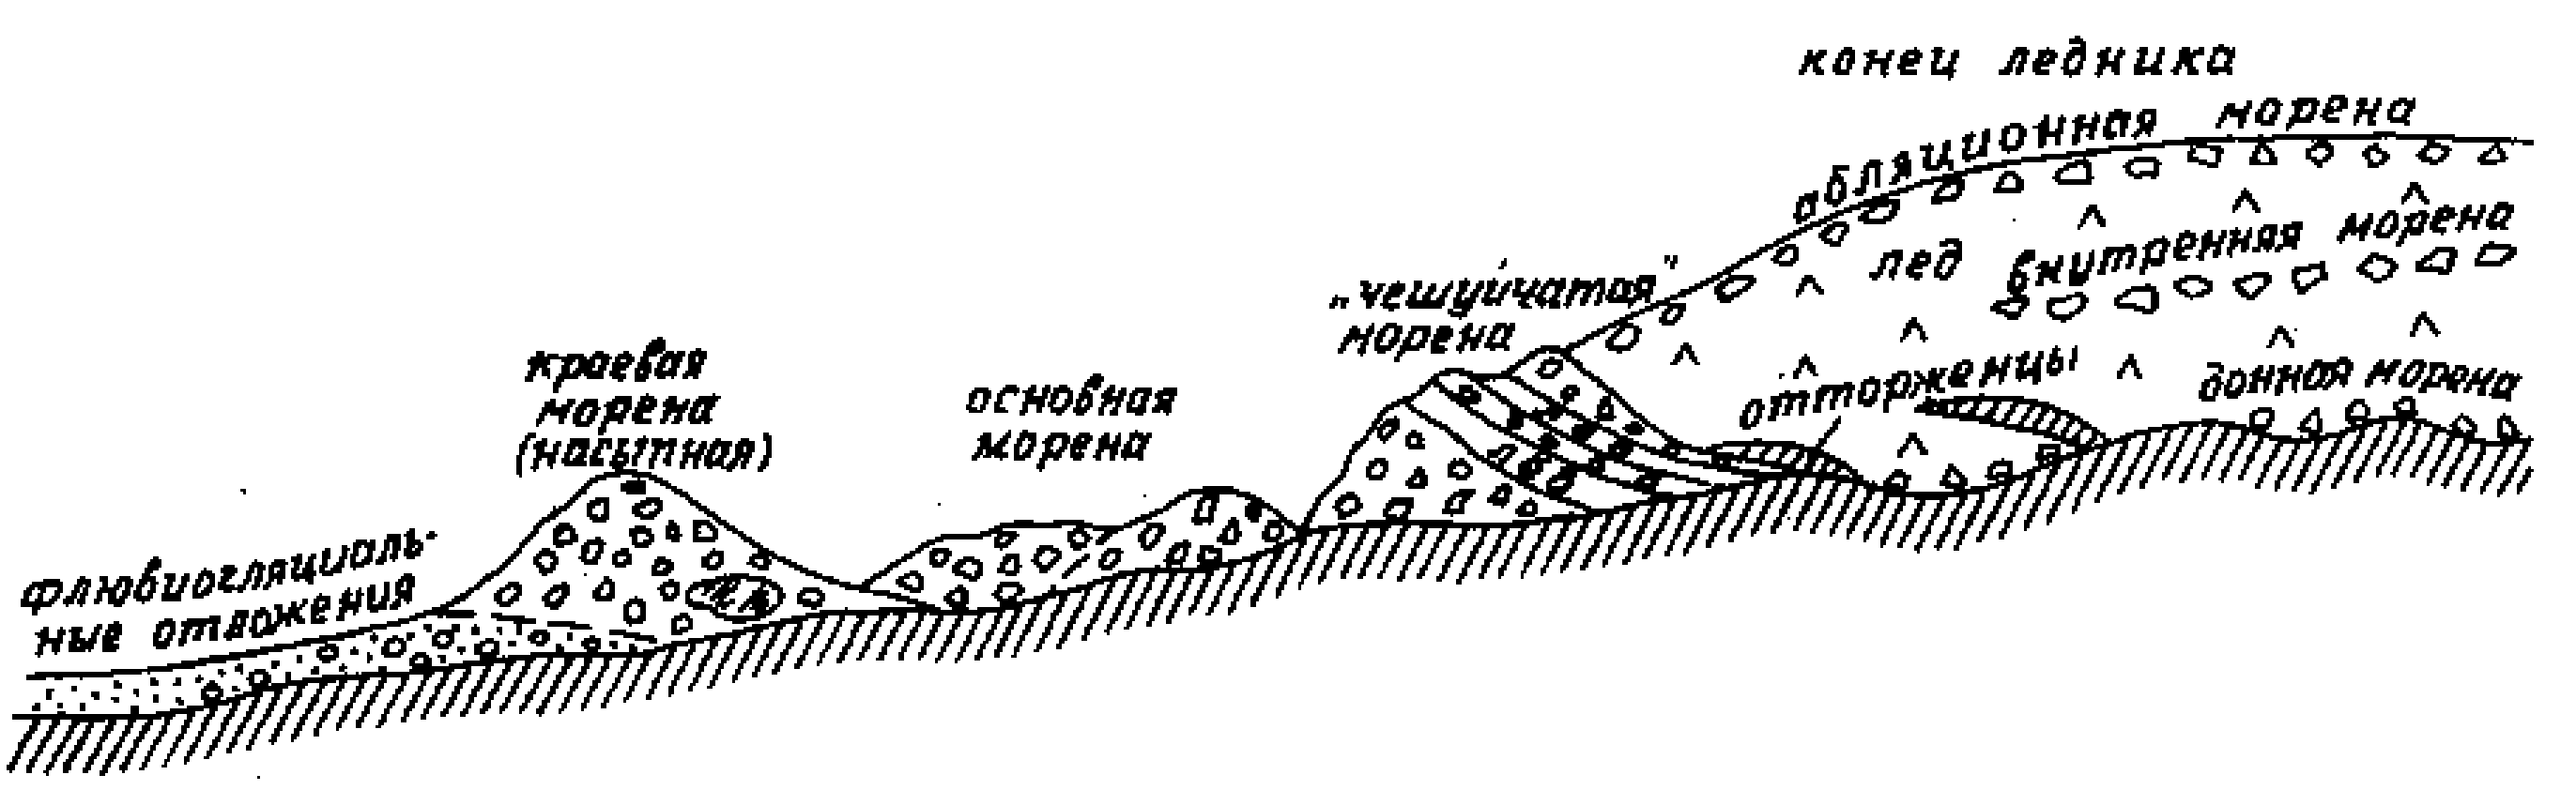 конец ледника
абляционная морена
лед внутренняя морена
„чешуйчатая"
морена
отторженцы
донная морена
краевая
морена
(насыпная)
основная
морена
флювиогляциаль-
ные отложения